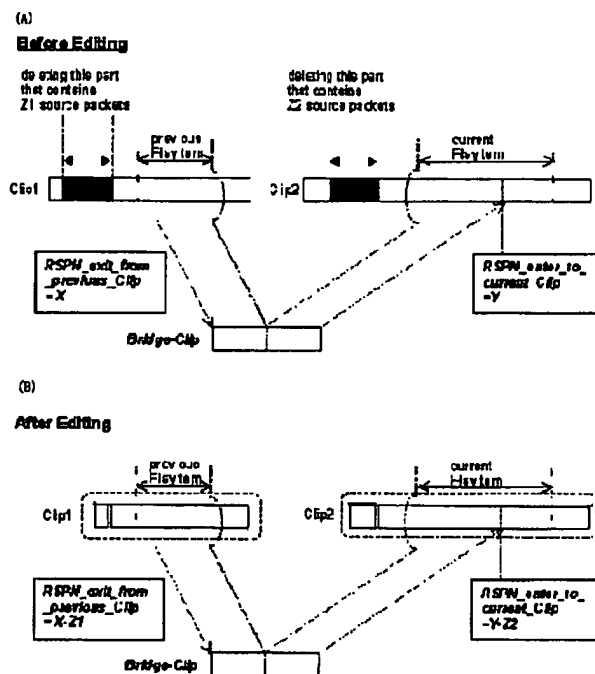 (A)
Before Editing
deleting this part
that contains
Z1 source packets
deleting this part
that contains
Z2 source packets
previous
PlayItem
current
PlayItem
Clip1
Clip2
RSPN_exit_from
_previous_Clip
=X
RSPN_enter_to_
current_Clip
=Y
Bridge-Clip
(B)
After Editing
previous
PlayItem
current
PlayItem
Clip1
Clip2
RSPN_exit_from
_previous_Clip
=X-Z1
RSPN_enter_to_
current_Clip
=Y-Z2
Bridge-Clip